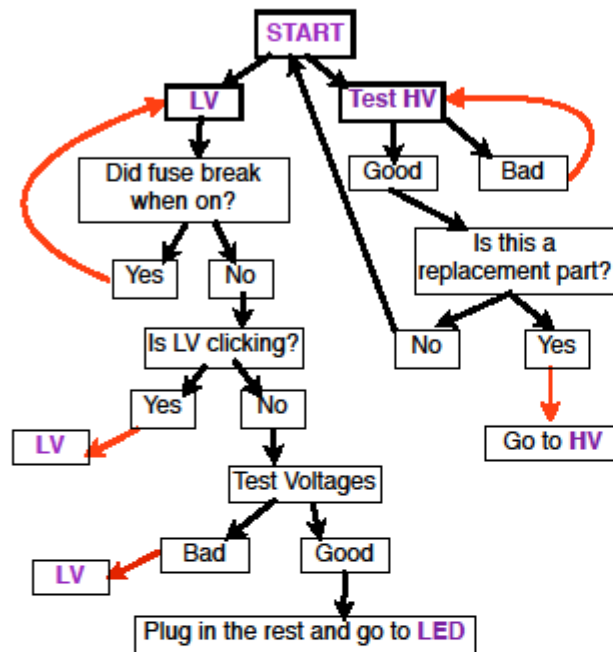 START
LV
Test HV
Did fuse break
when on?
Good
Bad
Yes
No
Is this a
replacement part?
Is LV clicking?
No
Yes
Yes
No
LV
Go to HV
Test Voltages
Bad
Good
LV
Plug in the rest and go to LED